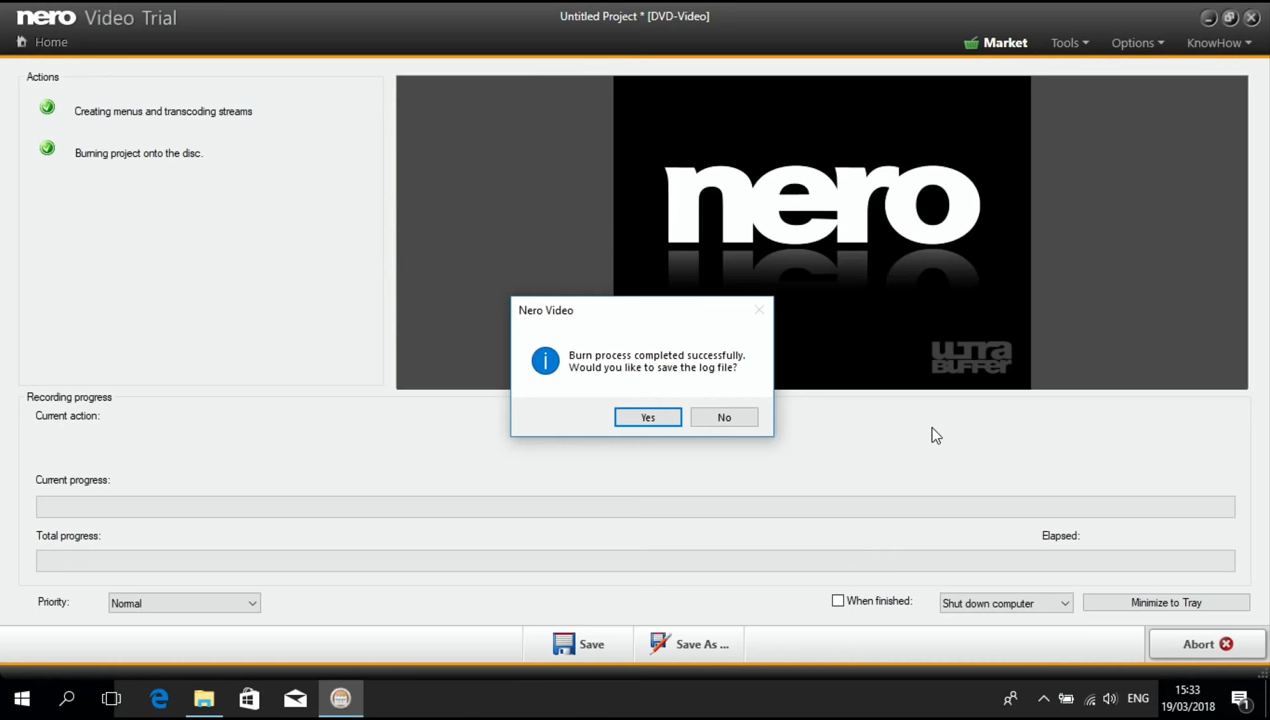 nero Video Trial
Untitled Project * [DVD-Video]
Home
Market
Tools
Options
KnowHow
Actions
Creating menus and transcoding streams
Burning project onto the disc.
nero
ULTRA
BUFFER
Nero Video
Burn process completed successfully.
Would you like to save the log file?
Yes
No
Recording progress
Current action:
Current progress:
Total progress:
Elapsed:
Priority:
Normal
When finished:
Shut down computer
Minimize to Tray
Save
Save As ...
Abort
ENG
15:33
19/03/2018
1